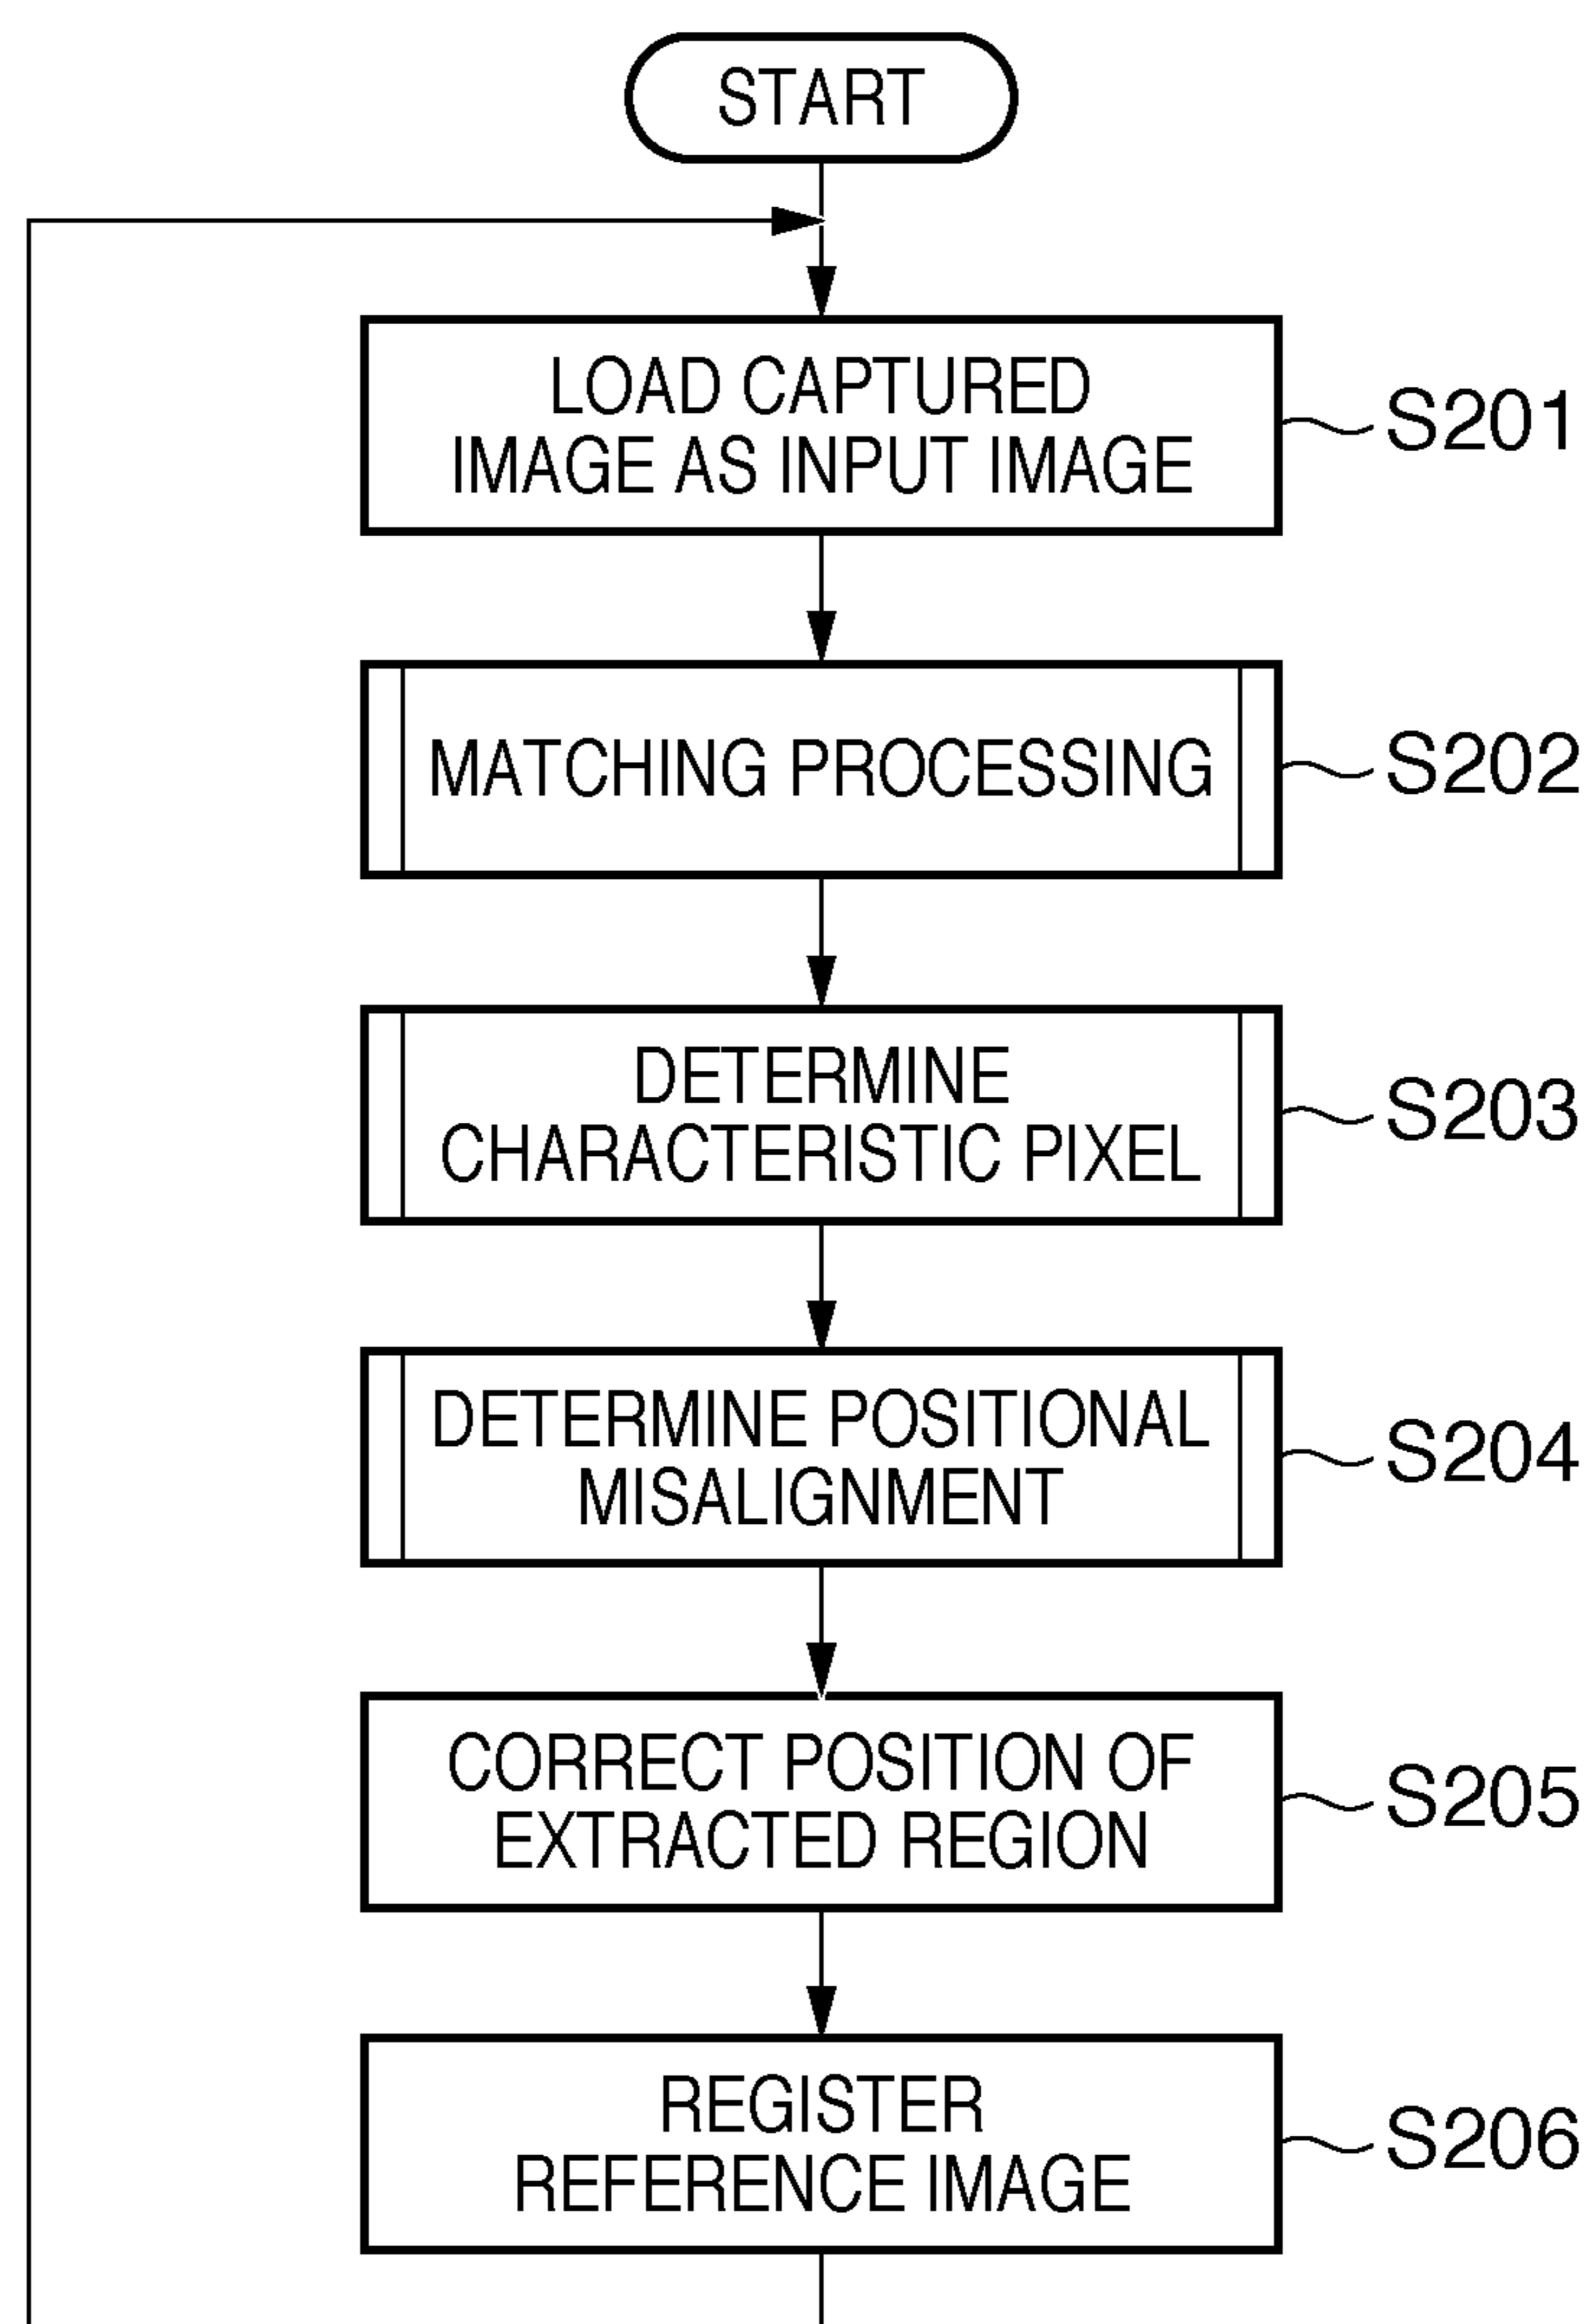 START
LOAD CAPTURED
IMAGE AS INPUT IMAGE
S201
MATCHING PROCESSING
S202
DETERMINE
CHARACTERISTIC PIXEL
S203
DETERMINE POSITIONAL
MISALIGNMENT
S204
CORRECT POSITION OF
EXTRACTED REGION
S205
REGISTER
REFERENCE IMAGE
S206